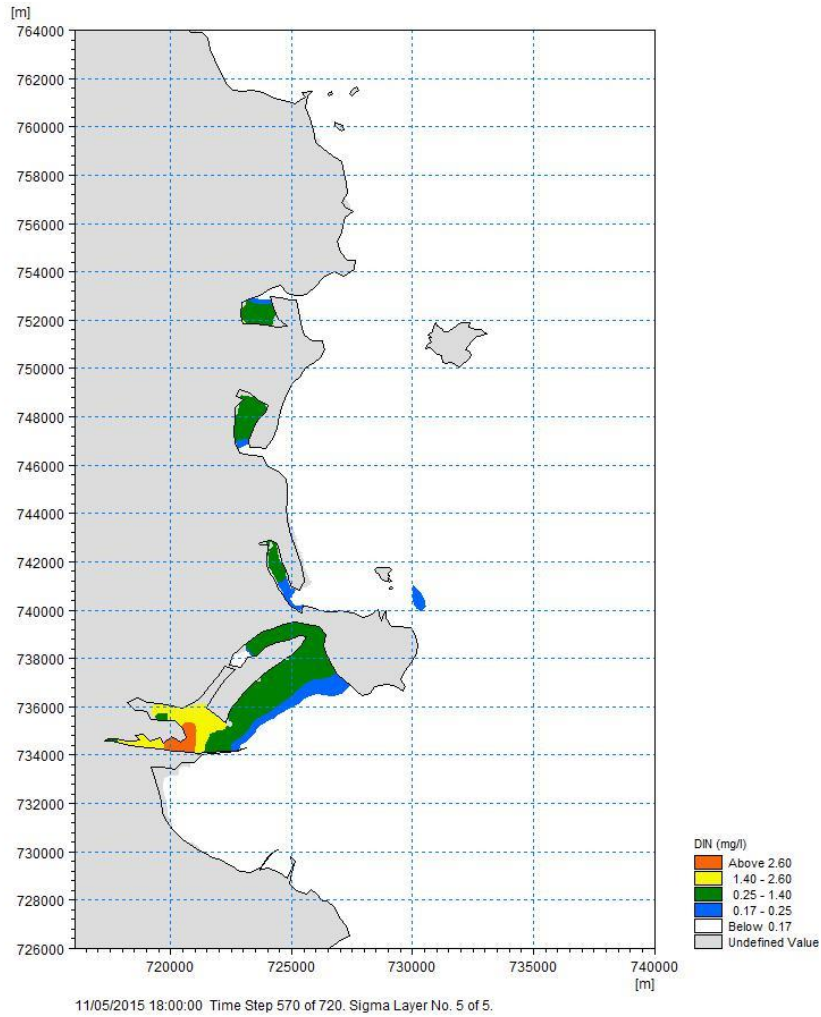 [m]
764000
762000
760000
758000
756000
754000
752000
750000
748000
746000
744000
742000
740000
738000
736000
734000
732000
730000
728000
726000
720000 725000 730000 735000 740000
[m]
DIN (mg/l)
Above 2.60
1.40 - 2.60
0.25 - 1.40
0.17 - 0.25
Below 0.17
Undefined Value
11/05/2015 18:00:00 Time Step 570 of 720. Sigma Layer No. 5 of 5.